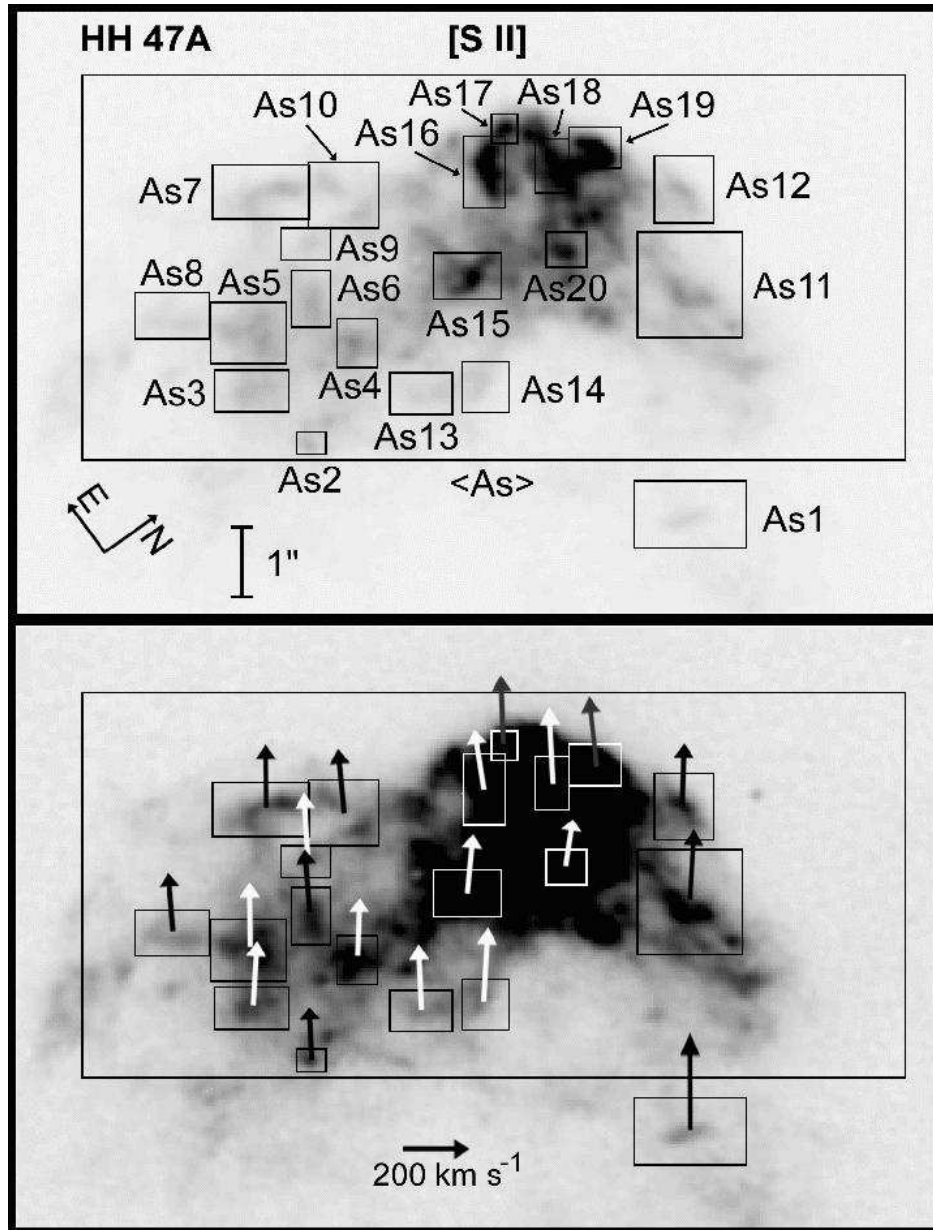 HH 47A [S II]
As17
As18
As10
As16
As19
As7
As12
As9
As8
As5
As6
As20
As11
As15
As3
As4
As14
As13
As2
<As>
As1
E
N
1"
200 km s⁻¹